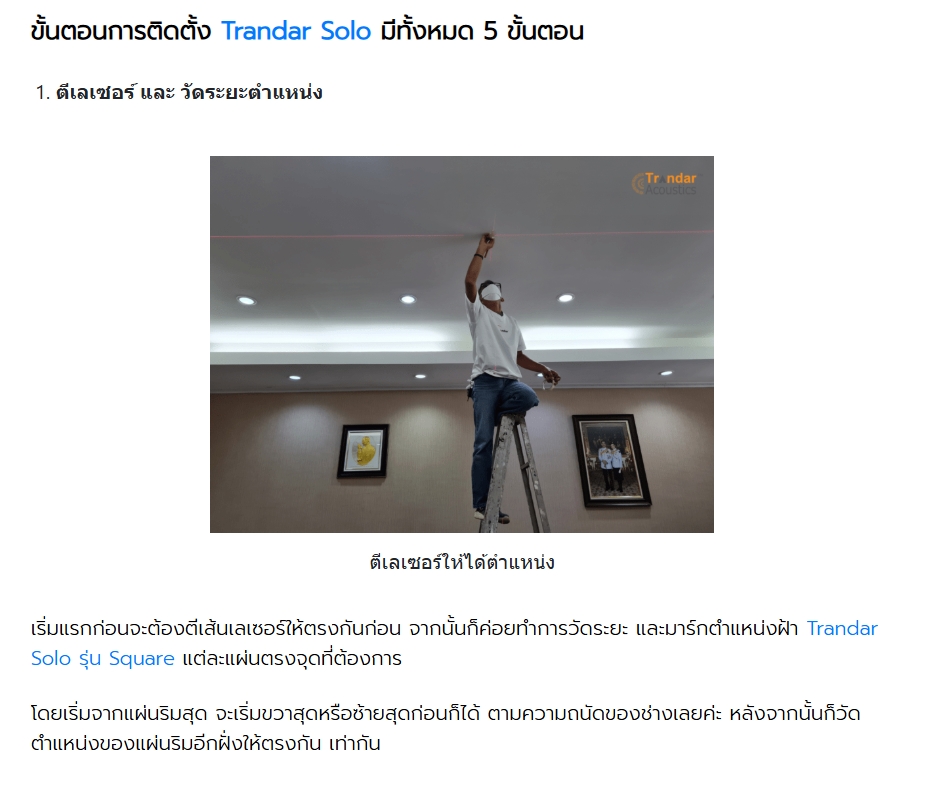 ขั้นตอนการติดตั้ง Trandar Solo มีทั้งหมด 5 ขั้นตอน
1. ตีเลเซอร์ และ วัดระยะตำแหน่ง
Trandar
Acoustics
ตีเลเซอร์ให้ได้ตำแหน่ง
เริ่มแรกก่อนจะต้องตีเส้นเลเซอร์ให้ตรงกันก่อน จากนั้นก็ค่อยทำการวัดระยะ และมาร์กตำแหน่งฝ้า Trandar
Solo รุ่น Square แต่ละแผ่นตรงจุดที่ต้องการ
โดยเริ่มจากแผ่นริมสุด จะเริ่มขวาสุดหรือซ้ายสุดก่อนก็ได้ ตามความถนัดของช่างเลยค่ะ หลังจากนั้นก็วัด
ตำแหน่งของแผ่นริมอีกฝั่งให้ตรงกัน เท่ากัน